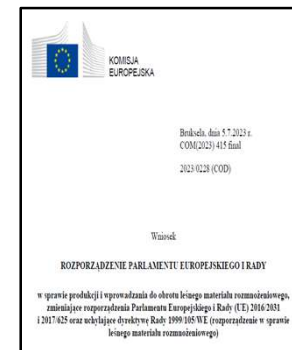 KOMISJA
EUROPEJSKA
Bruksela, dnia 5.7.2023 r.
COM(2023) 415 final
2023/0228 (COD)
Wniosek
ROZPORZĄDZENIE PARLAMENTU EUROPEJSKIEGO I RADY
w sprawie produkcji i wprowadzania do obrotu leśnego materiału rozmnożeniowego,
zmieniające rozporządzenia Parlamentu Europejskiego i Rady (UE) 2016/2031
i 2017/625 oraz uchylające dyrektywę Rady 1999/105/WE (rozporządzenie w sprawie
leśnego materiału rozmnożeniowego)